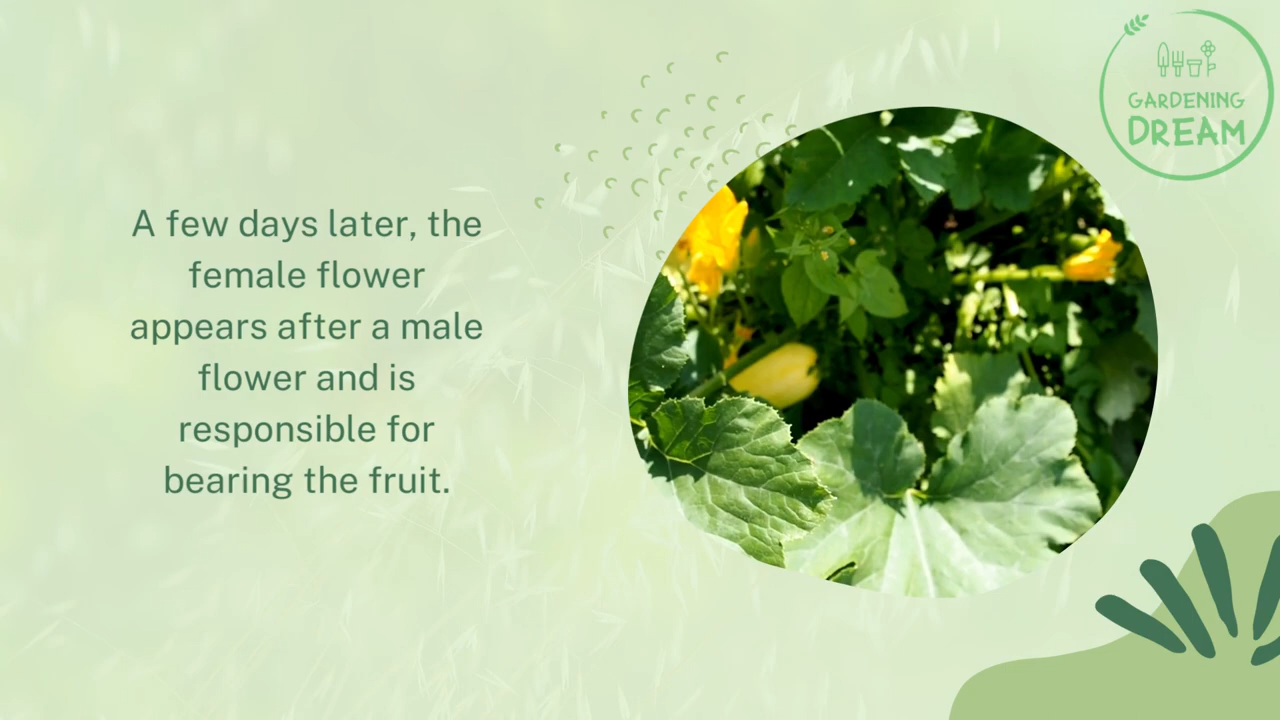 GARDENING
DREAM
A few days later, the
female flower
appears after a male
flower and is
responsible for
bearing the fruit.